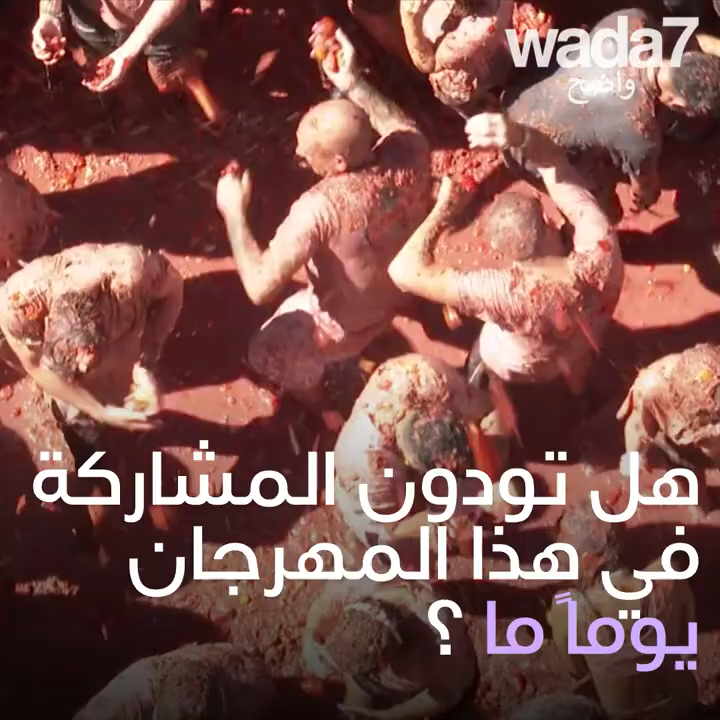 wada7
واضح
هل تودون المشاركة
في هذا المهرجان
يوماً ما ؟